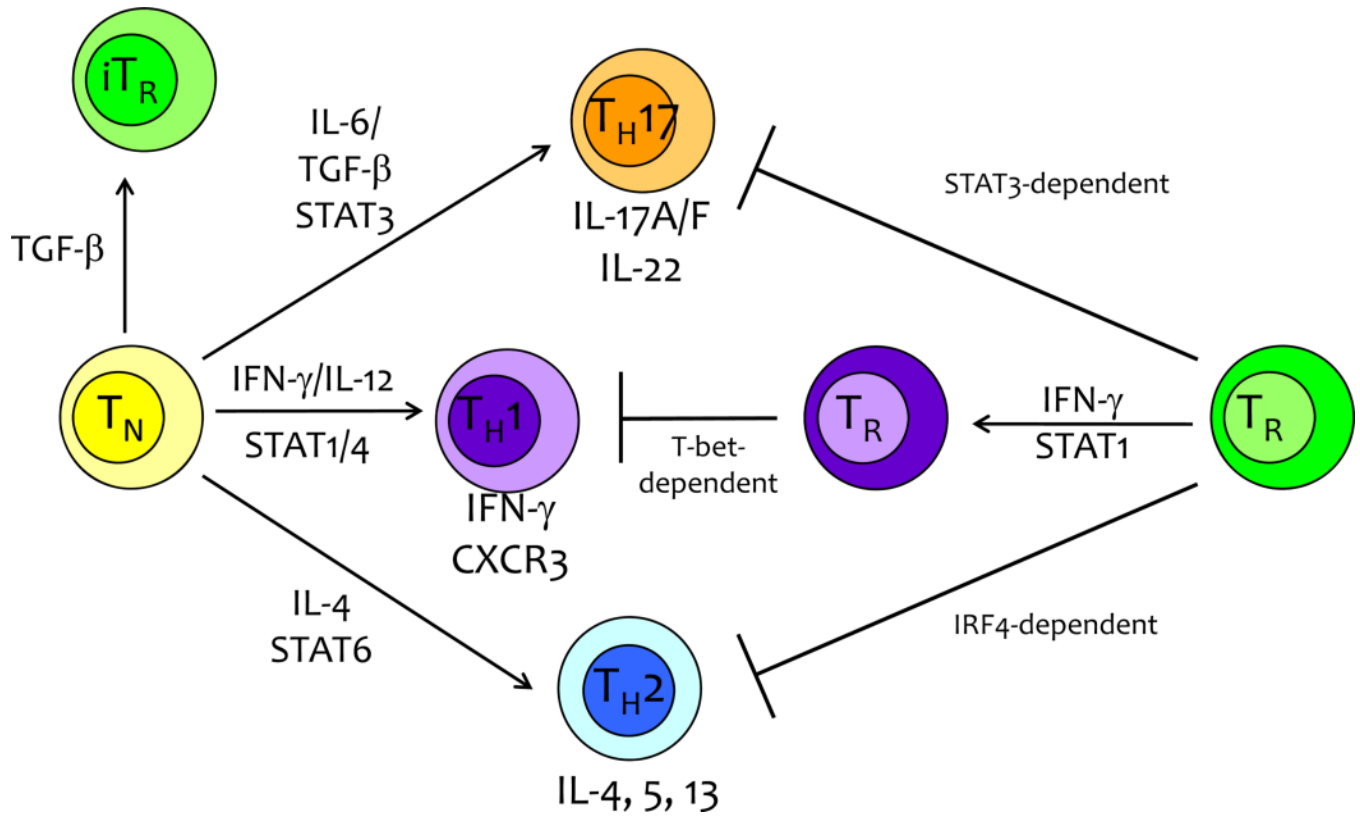 iTR
IL-6/
TGF-β
STAT3
TH17
IL-17A/F
IL-22
STAT3-dependent
TGF-β
TN
IFN-γ/IL-12
STAT1/4
TH1
IFN-γ
CXCR3
T-bet-
dependent
TR
IFN-γ
STAT1
TR
IL-4
STAT6
TH2
IL-4, 5, 13
IRF4-dependent